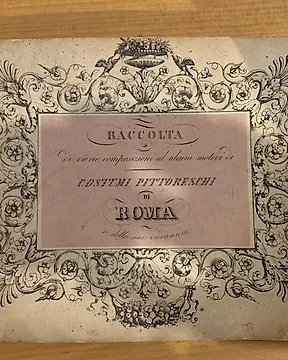 RACCOLTA
di varie composizioni ed alcuni motivi di
COSTUMI PITTORESCHI
DI
ROMA
e delle sue vicinanze